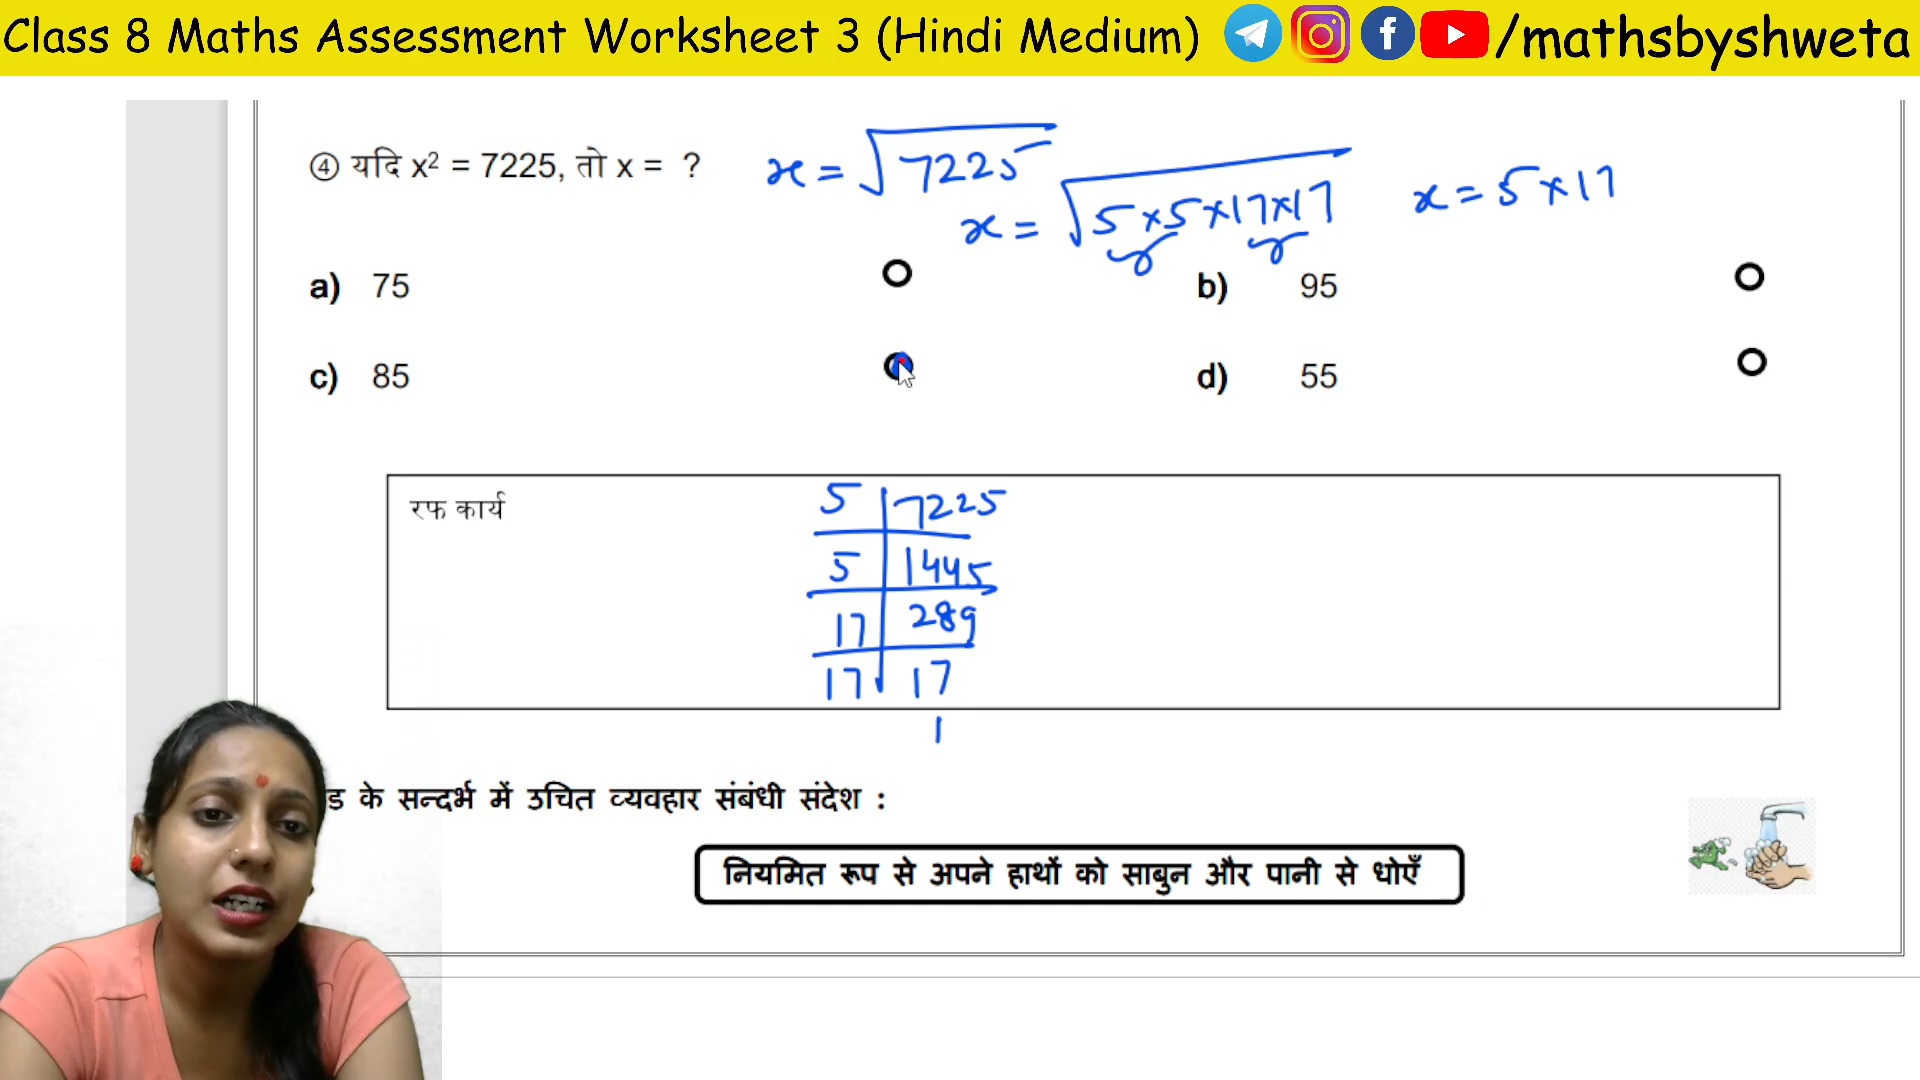 Class 8 Maths Assessment Worksheet 3 (Hindi Medium) /mathsbyshweta
④ यदि x² = 7225, तो x = ?
x = √7225
x = √5×5×17×17
x = 5×17
a) 75
b) 95
c) 85
d) 55
रफ कार्य
5 | 7225
5 | 1445
17 | 289
17 | 17
1
ड के सन्दर्भ में उचित व्यवहार संबंधी संदेश :
नियमित रूप से अपने हाथों को साबुन और पानी से धोएँ